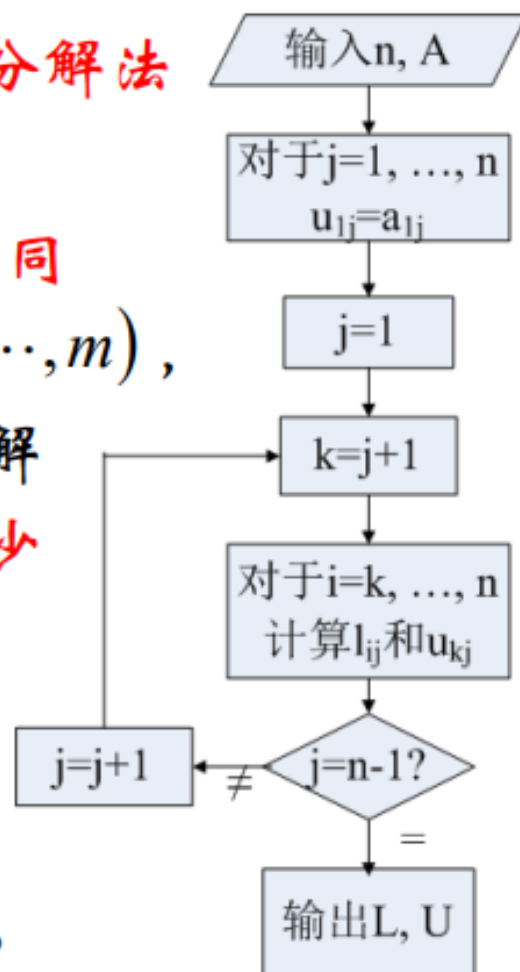 分解法
同
…, m),
解
少
输入n, A
对于j=1, …, n
u1j=a1j
j=1
k=j+1
对于i=k, …, n
计算lij和ukj
j=n-1?
≠
j=j+1
=
输出L, U